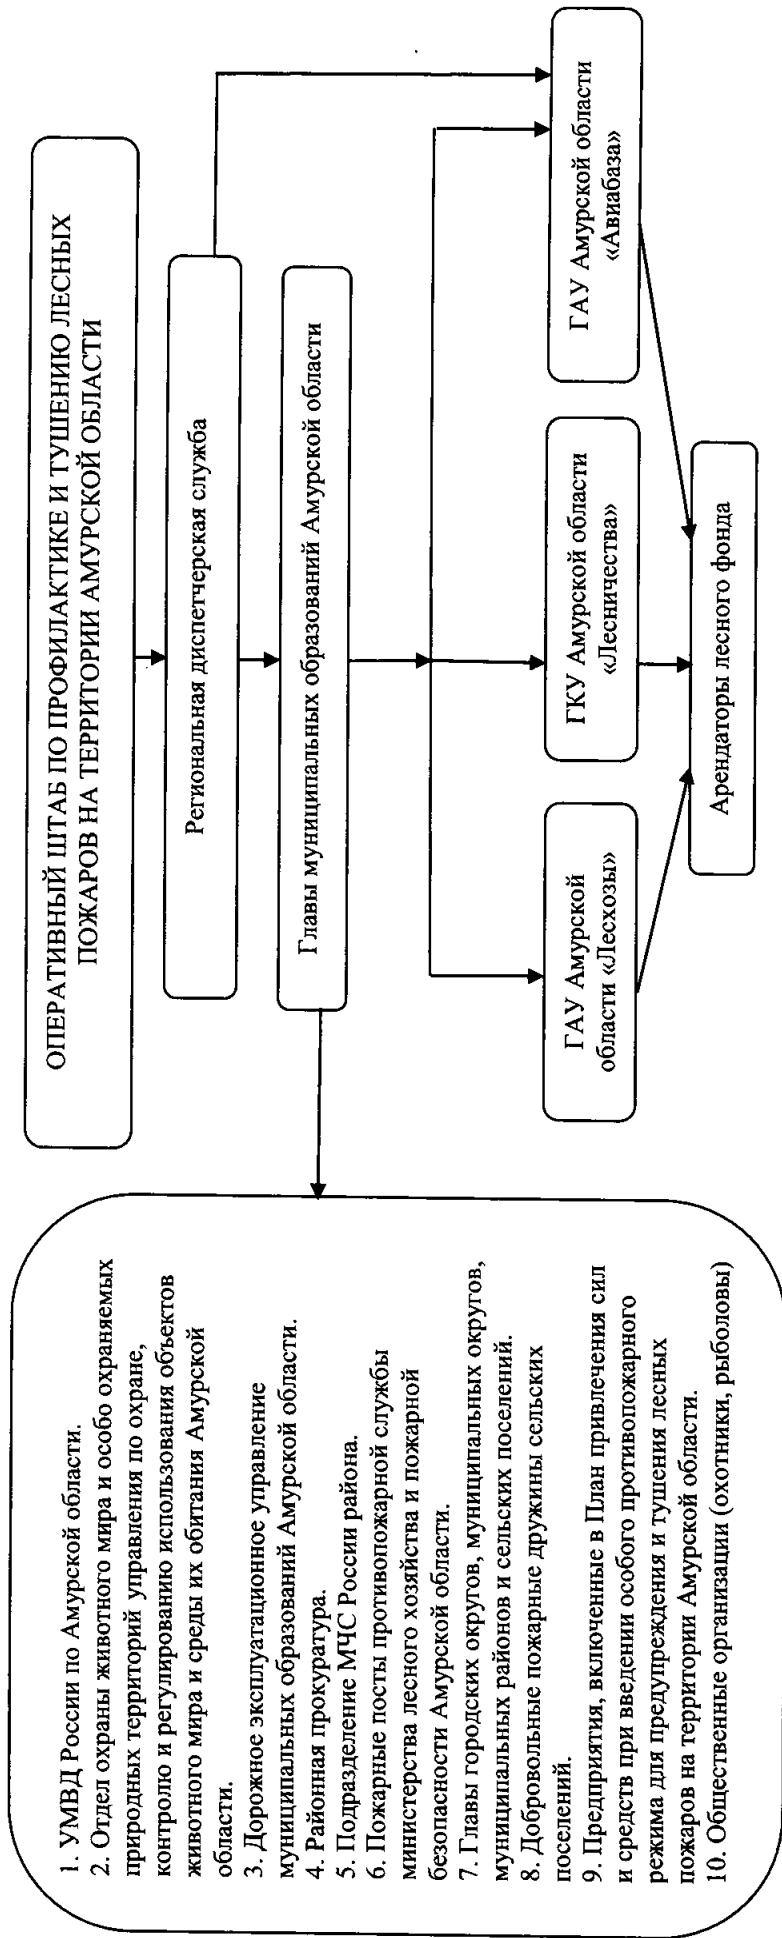 ОПЕРАТИВНЫЙ ШТАБ ПО ПРОФИЛАКТИКЕ И ТУШЕНИЮ ЛЕСНЫХ
ПОЖАРОВ НА ТЕРРИТОРИИ АМУРСКОЙ ОБЛАСТИ
Региональная диспетчерская служба
Главы муниципальных образований Амурской области
1. УМВД России по Амурской области.
2. Отдел охраны животного мира и особо охраняемых
природных территорий управления по охране,
контролю и регулированию использования объектов
животного мира и среды их обитания Амурской
области.
3. Дорожное эксплуатационное управление
муниципальных образований Амурской области.
4. Районная прокуратура.
5. Подразделение МЧС России района.
6. Пожарные посты противопожарной службы
министерства лесного хозяйства и пожарной
безопасности Амурской области.
7. Главы городских округов, муниципальных округов,
муниципальных районов и сельских поселений.
8. Добровольные пожарные дружины сельских
поселений.
9. Предприятия, включенные в План привлечения сил
и средств при введении особого противопожарного
режима для предупреждения и тушения лесных
пожаров на территории Амурской области.
10. Общественные организации (охотники, рыболовы)
ГАУ Амурской
области «Лесхозы»
ГКУ Амурской области
«Лесничества»
ГАУ Амурской области
«Авиабаза»
Арендаторы лесного фонда